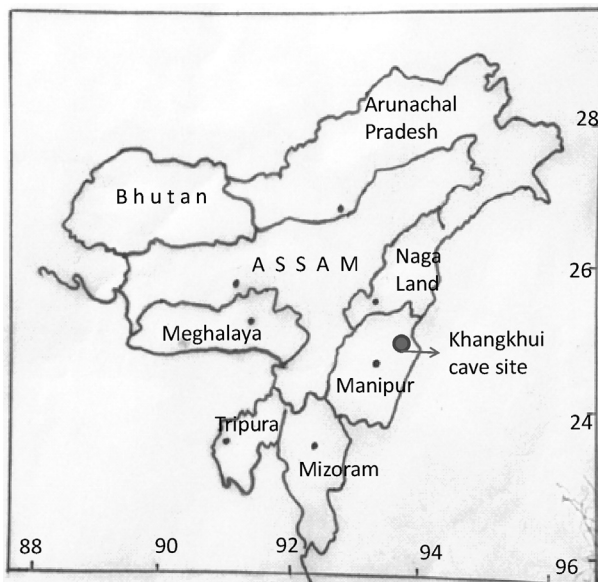 Arunachal
Pradesh
28
Bhutan
ASSAM
Naga
Land
26
Meghalaya
Khangkhui
cave site
Manipur
24
Tripura
Mizoram
88
90
92
94
96